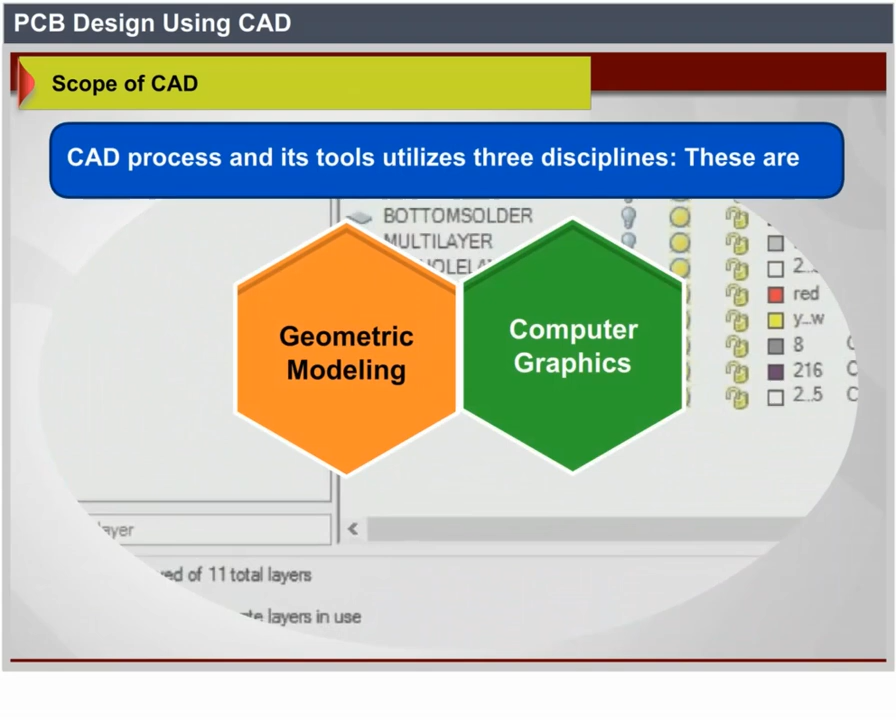 PCB Design Using CAD
Scope of CAD
CAD process and its tools utilizes three disciplines: These are
BOTTOMSOLDER
MULTILAYER
2..
red
y...w
8
216
2..5
Geometric
Modeling
Computer
Graphics
of 11 total layers
layers in use